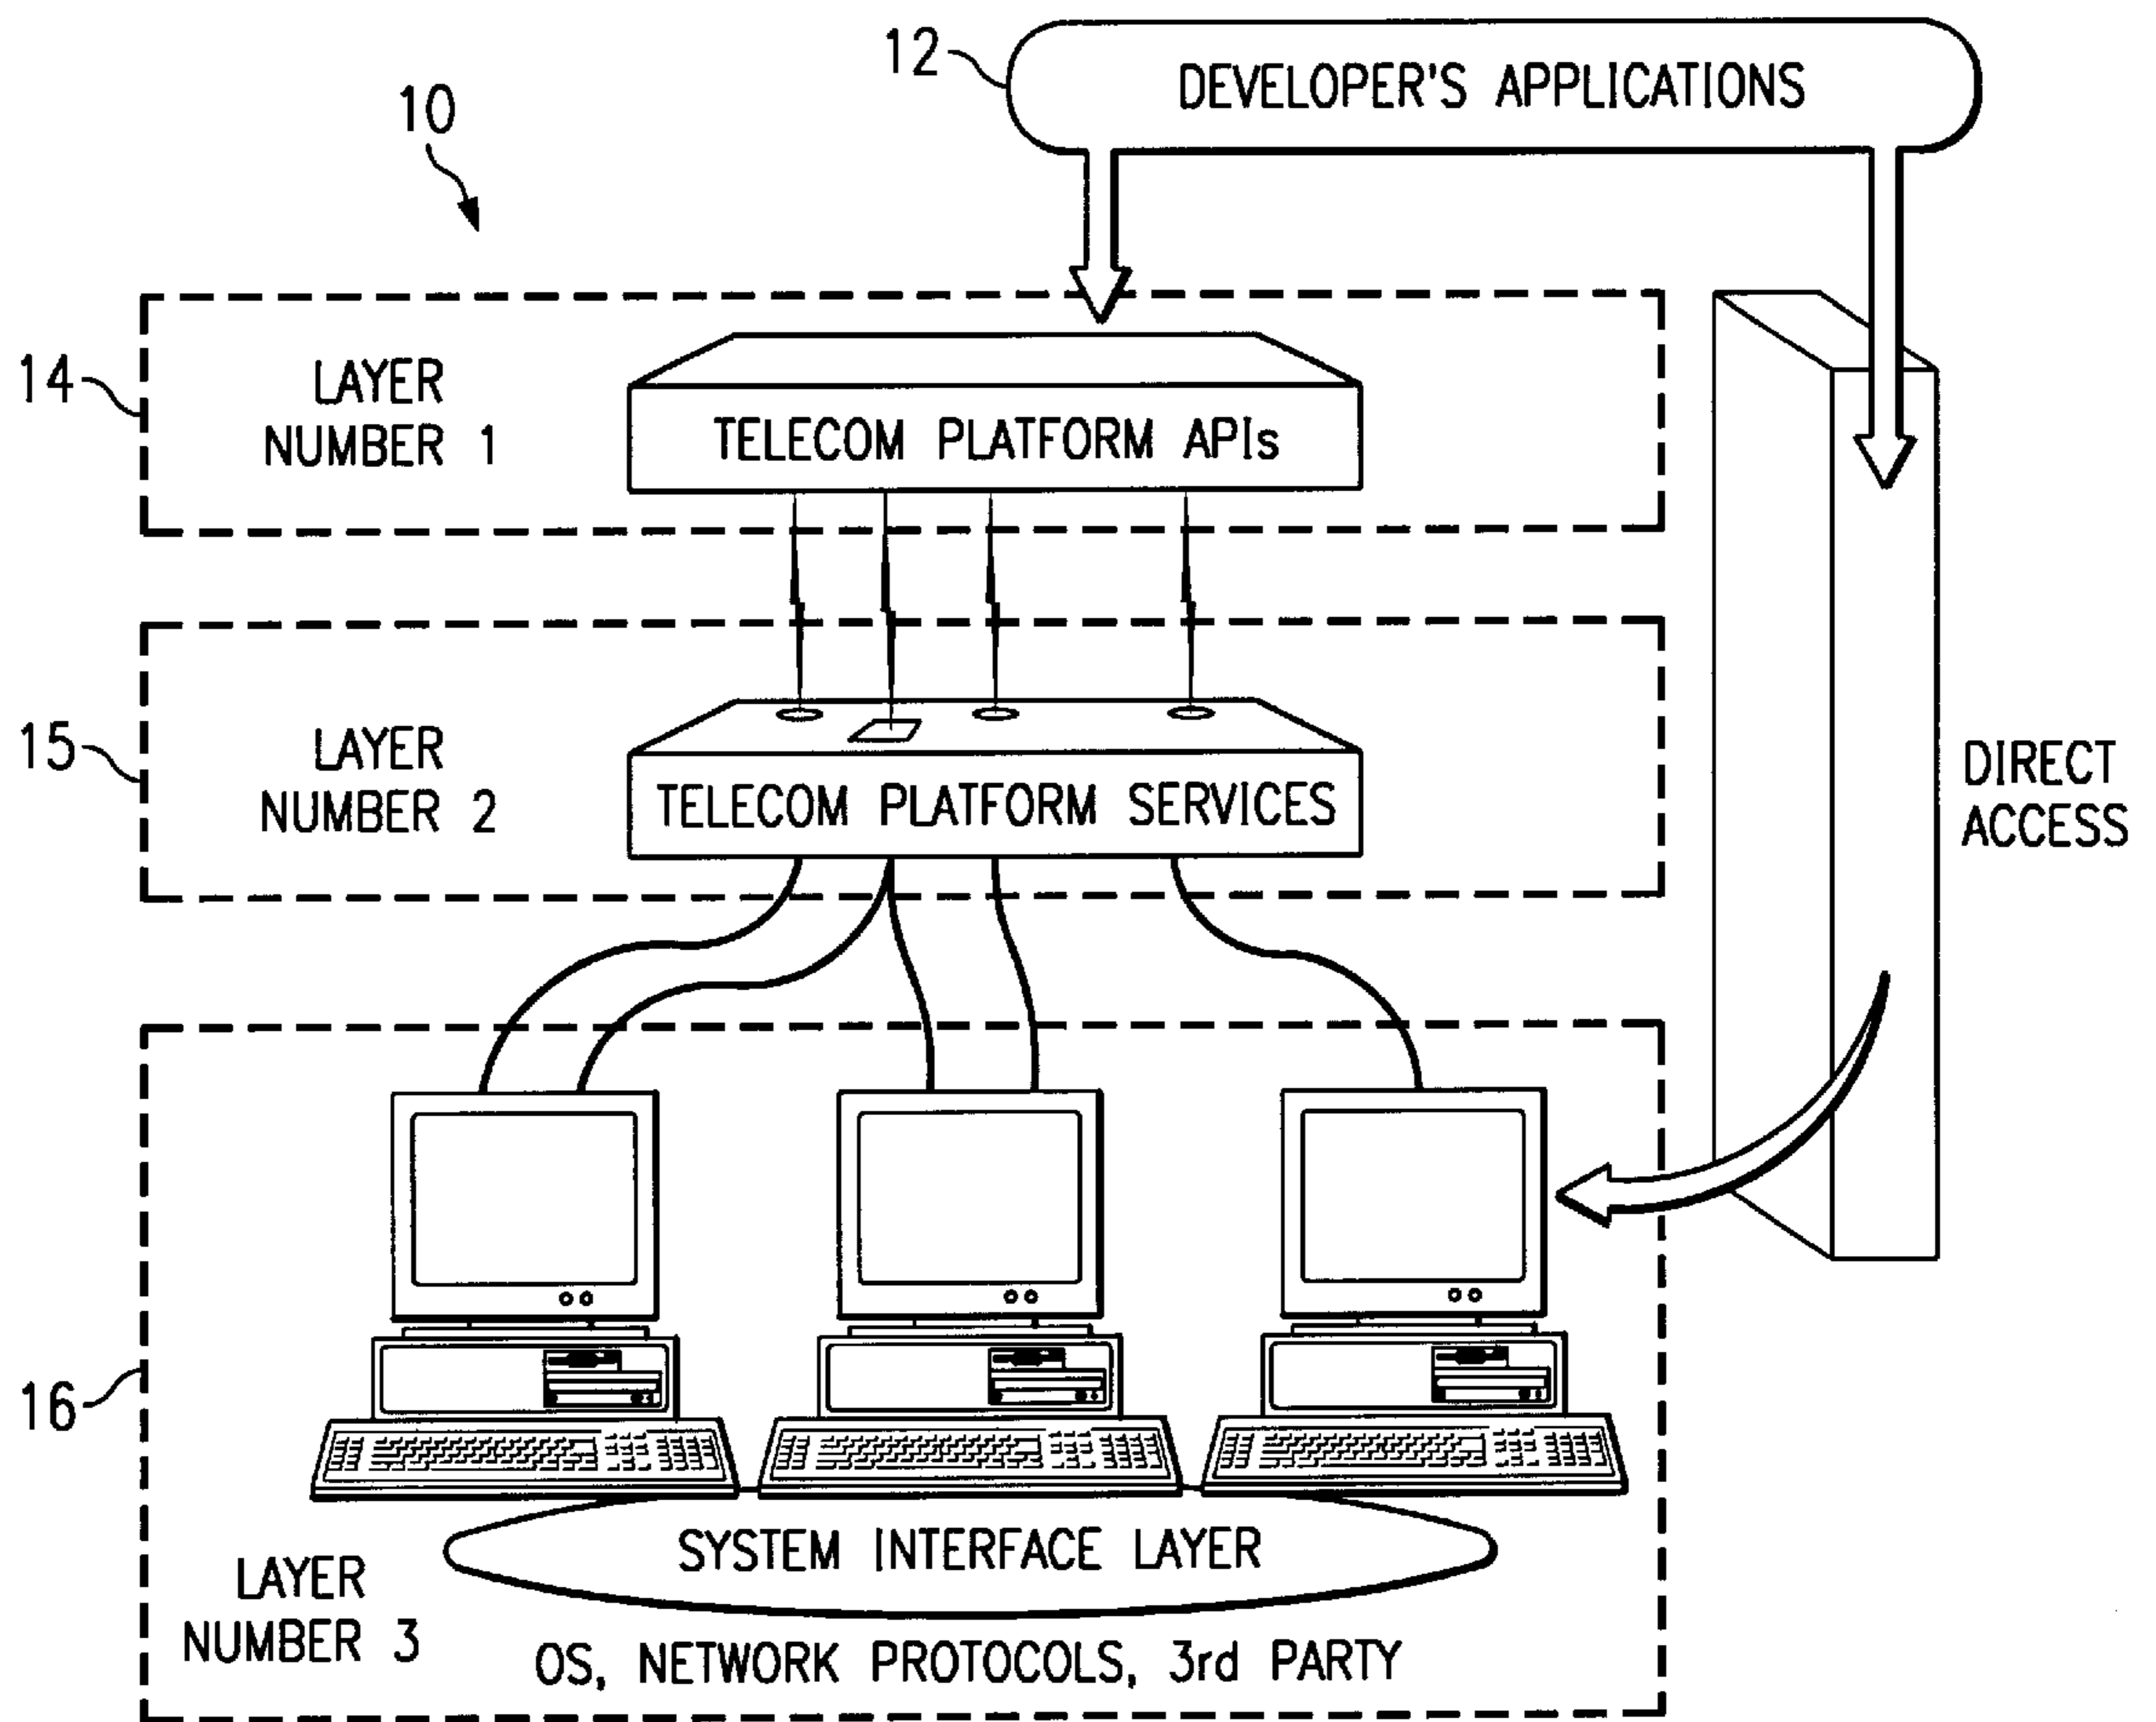 12
DEVELOPER'S APPLICATIONS
10
14
LAYER
NUMBER 1
TELECOM PLATFORM APIs
15
LAYER
NUMBER 2
TELECOM PLATFORM SERVICES
DIRECT
ACCESS
16
SYSTEM INTERFACE LAYER
LAYER
NUMBER 3
OS, NETWORK PROTOCOLS, 3rd PARTY